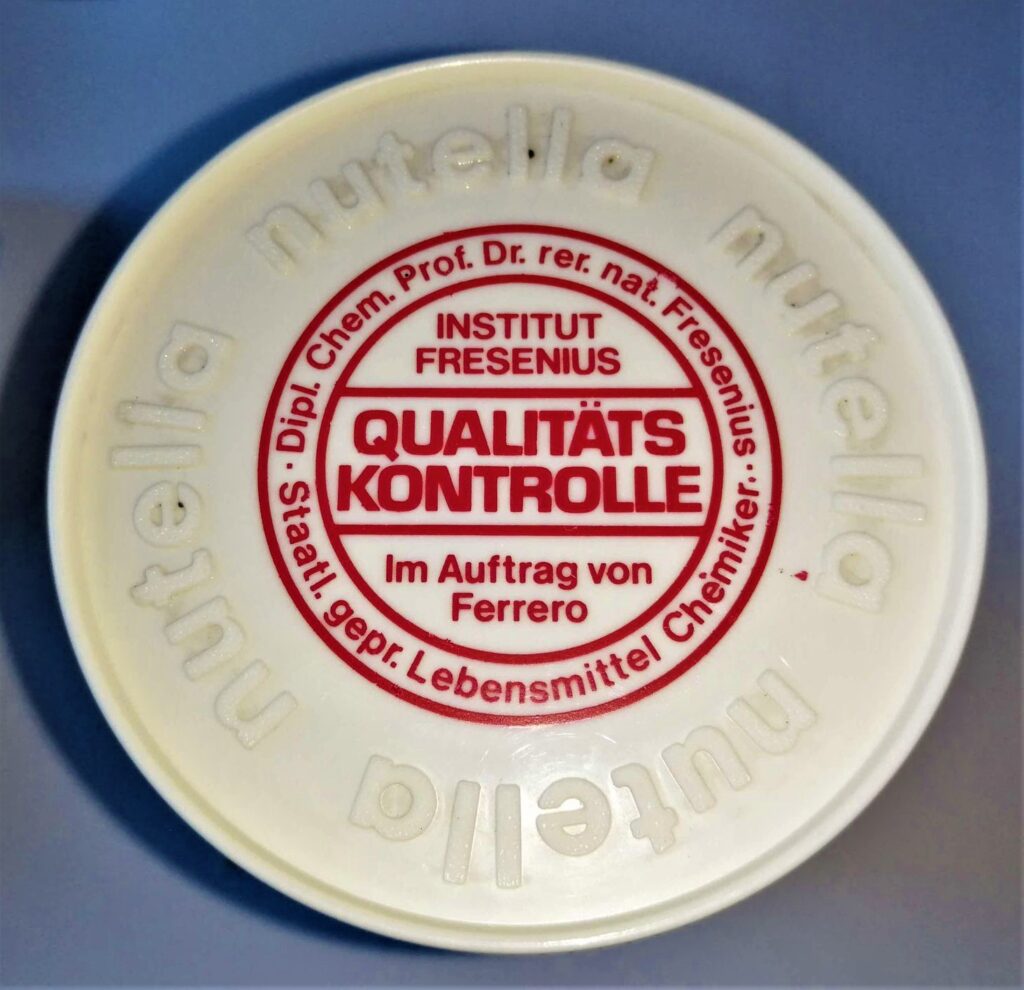 nutella
nutella
nutella
nutella
· Dipl. Chem. Prof. Dr. rer. nat. Fresenius ·
INSTITUT
FRESENIUS
QUALITÄTS
KONTROLLE
Im Auftrag von
Ferrero
Staatl. gepr. Lebensmittel Chemiker.